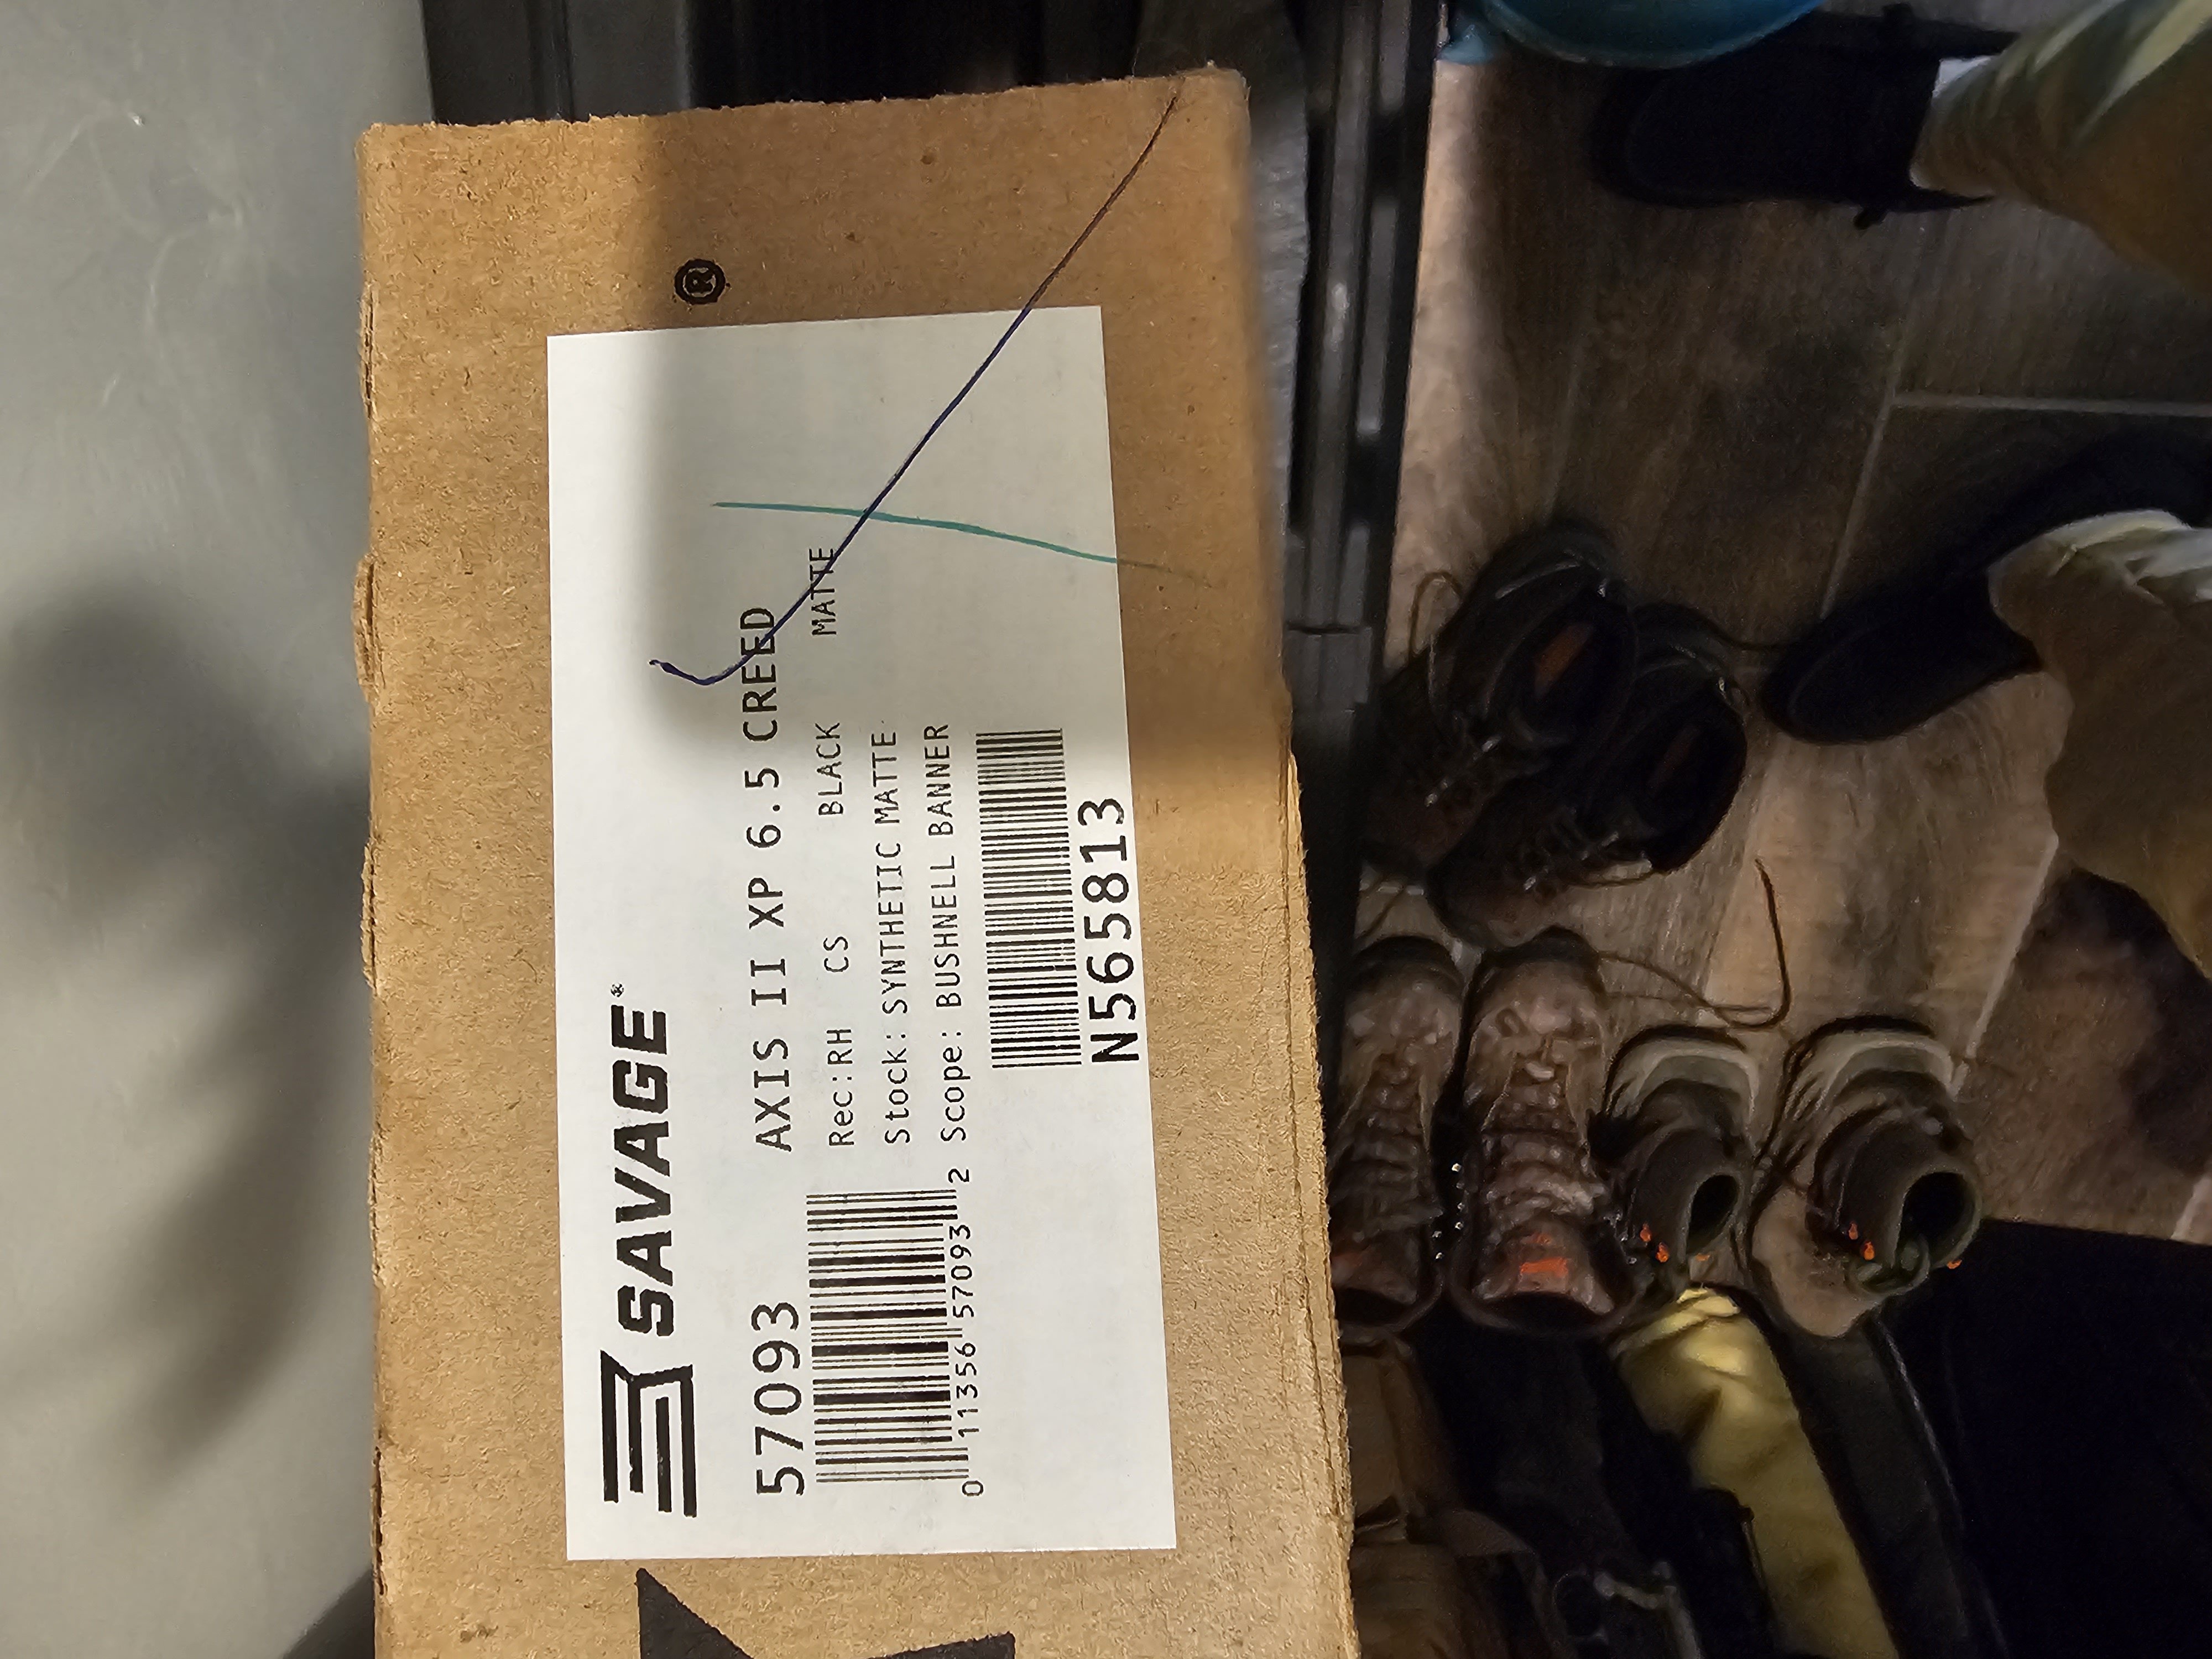 ®
SAVAGE®
57093
AXIS II XP 6.5 CREED
Rec:RH CS BLACK MATTE
Stock: SYNTHETIC MATTE
Scope: BUSHNELL BANNER
0 11356 57093 2
N565813